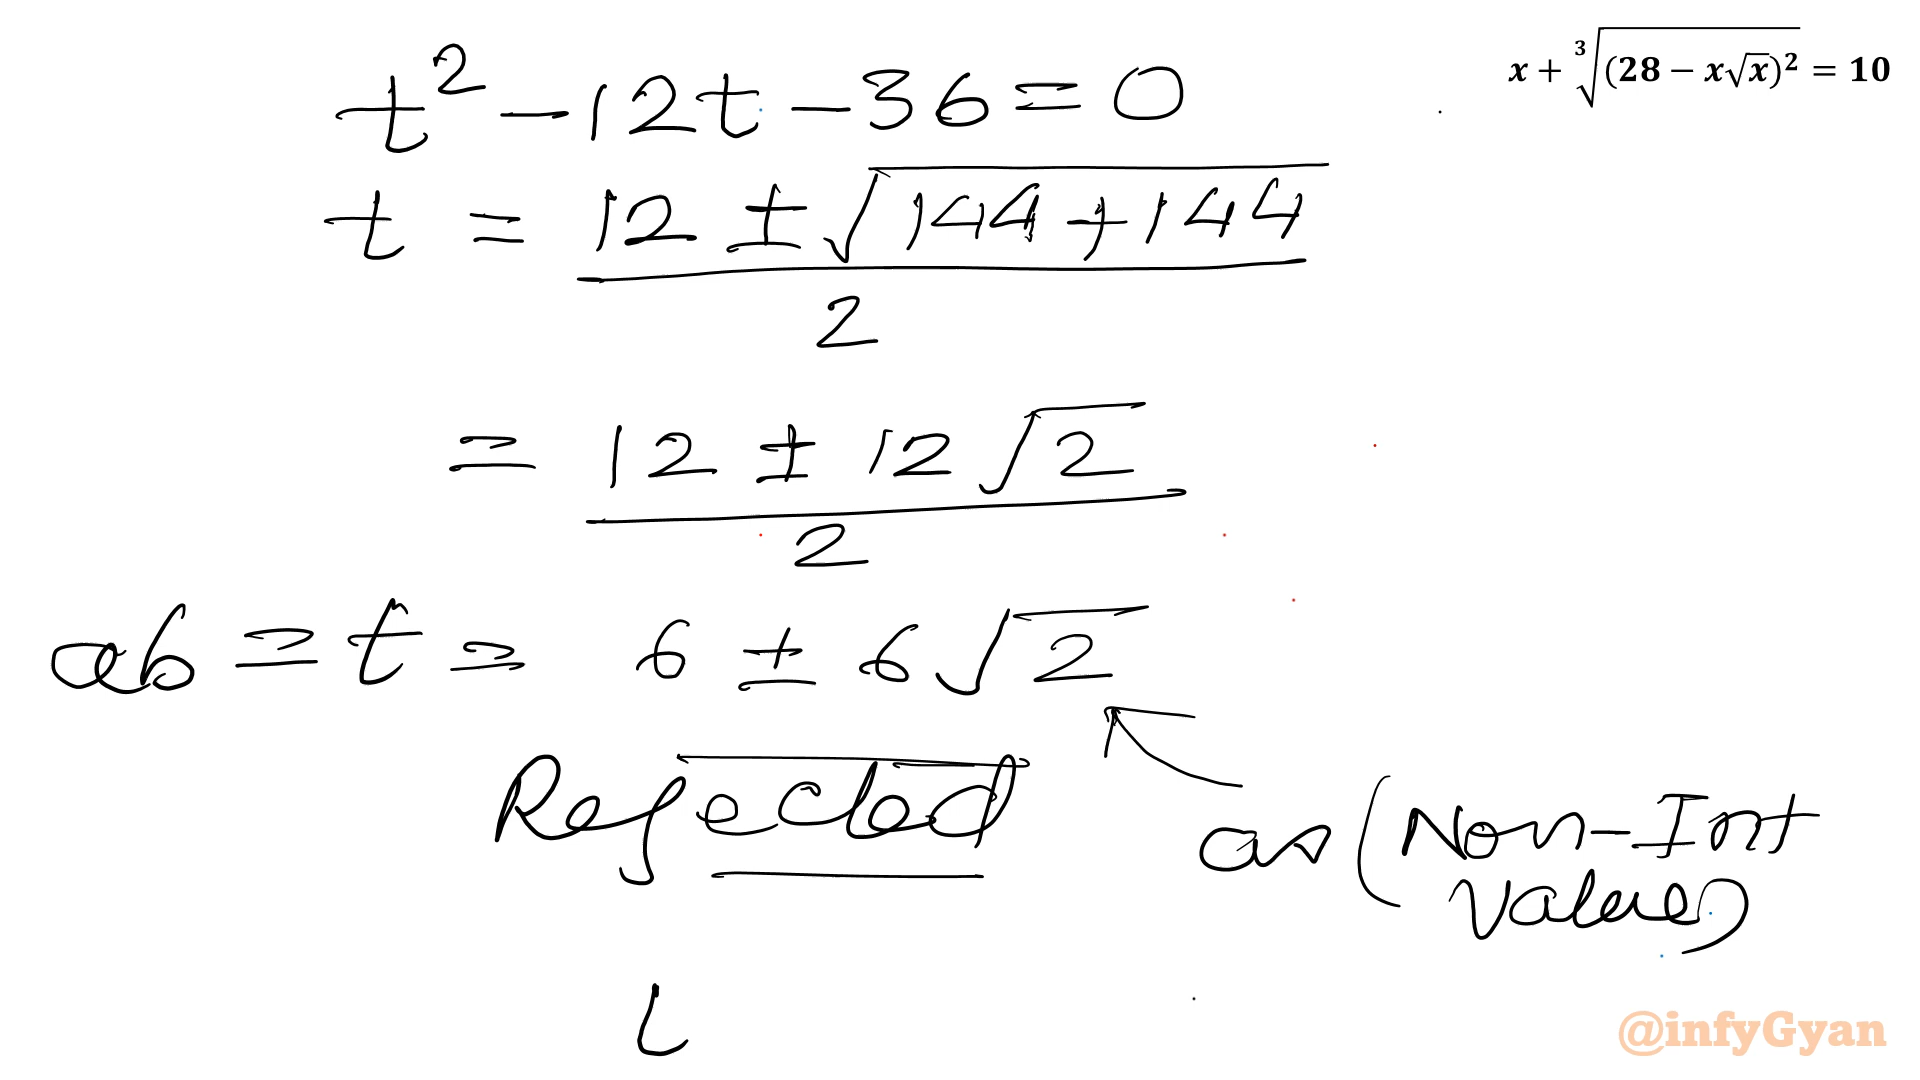 x + ∛(28 − x√x)² = 10
t² − 12t − 36 = 0
t = (12 ± √(144 + 144)) / 2
= (12 ± 12√2) / 2
ab = t = 6 ± 6√2
Rejected
as (Non-Int
Values)
@infyGyan